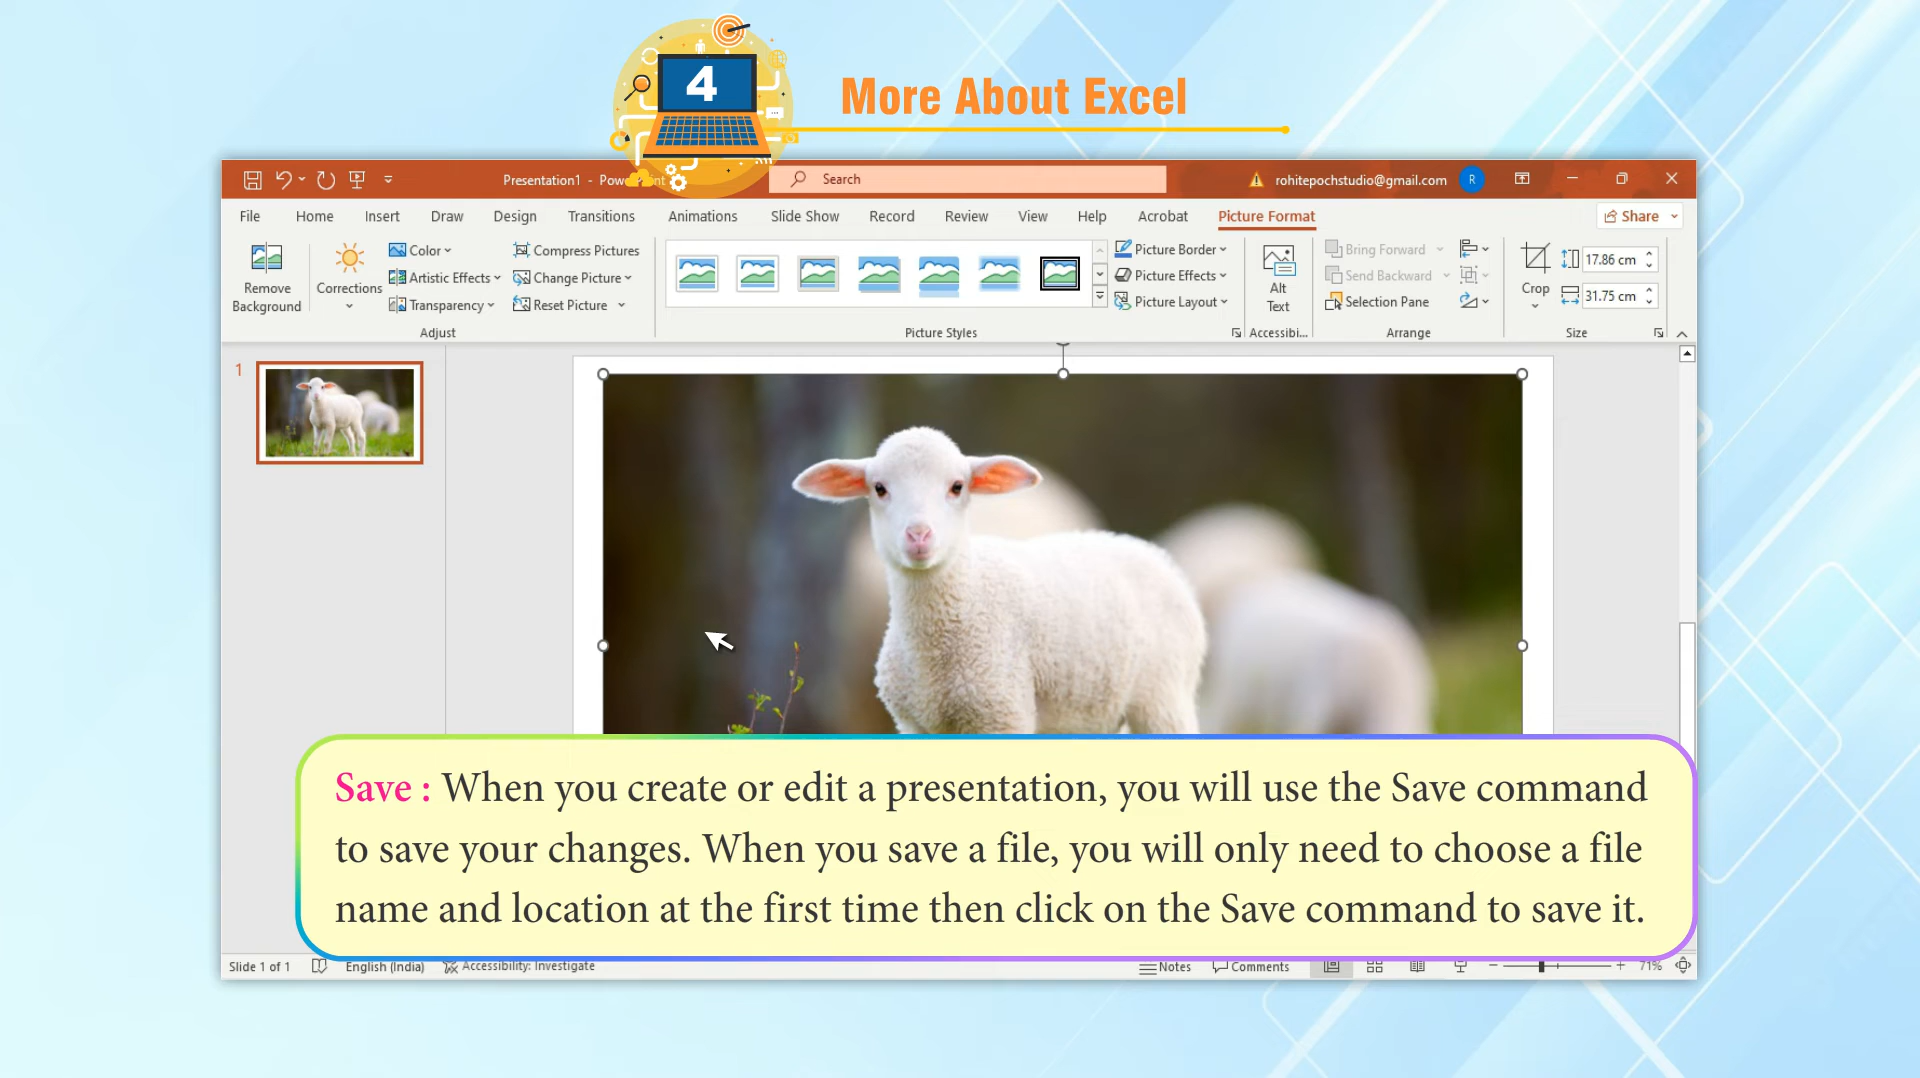 4
More About Excel
Presentation1 - Pow nt
Search
rohitepochstudio@gmail.com
R
File Home Insert Draw Design Transitions Animations Slide Show Record Review View Help Acrobat Picture Format
Share
Remove Background
Corrections
Color
Artistic Effects
Transparency
Compress Pictures
Change Picture
Reset Picture
Adjust
Picture Styles
Picture Border
Picture Effects
Picture Layout
Alt Text
Accessibi...
Bring Forward
Send Backward
Selection Pane
Arrange
Crop
17.86 cm
31.75 cm
Size
1
Save : When you create or edit a presentation, you will use the Save command
to save your changes. When you save a file, you will only need to choose a file
name and location at the first time then click on the Save command to save it.
Slide 1 of 1 English (India) Accessibility: Investigate Notes Comments 71%